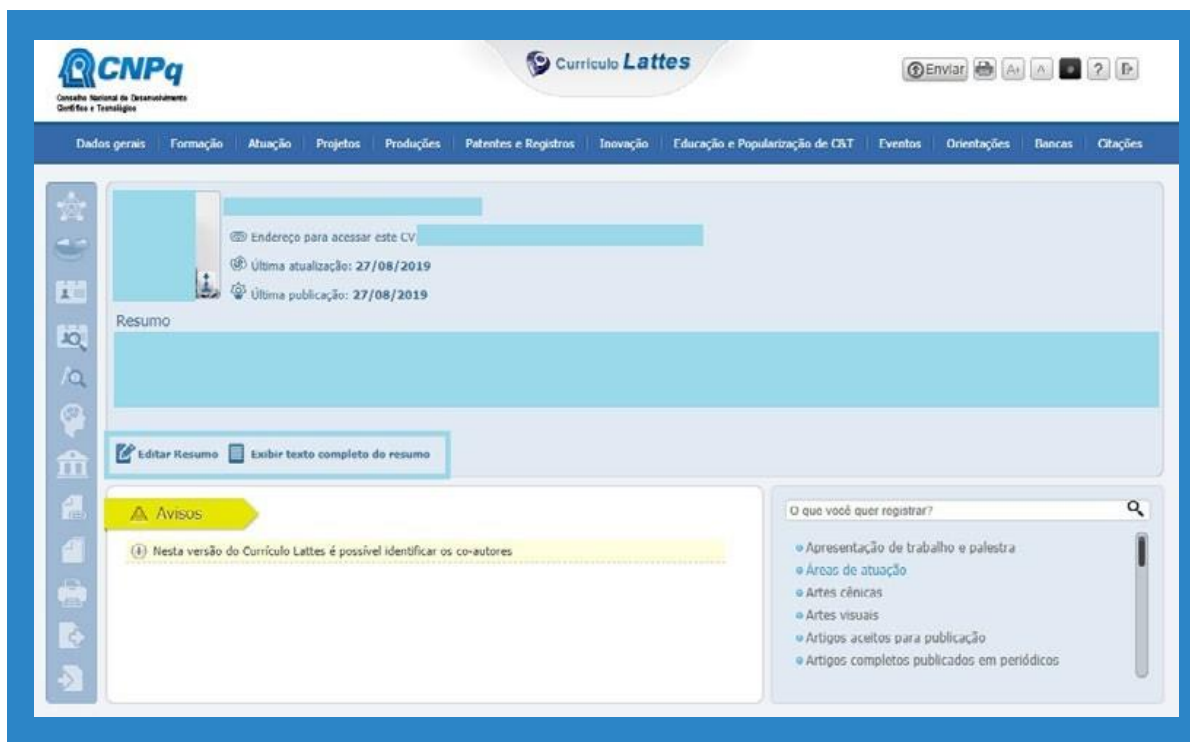 CNPq
Conselho Nacional de Desenvolvimento
Científico e Tecnológico
Currículo Lattes
Enviar A+ A ?
Dados gerais Formação Atuação Projetos Produções Patentes e Registros Inovação Educação e Popularização de C&T Eventos Orientações Bancas Citações
Endereço para acessar este CV
Última atualização: 27/08/2019
Última publicação: 27/08/2019
Resumo
Editar Resumo Exibir texto completo do resumo
Avisos
Nesta versão do Currículo Lattes é possível identificar os co-autores
O que você quer registrar?
Apresentação de trabalho e palestra
Áreas de atuação
Artes cênicas
Artes visuais
Artigos aceitos para publicação
Artigos completos publicados em periódicos